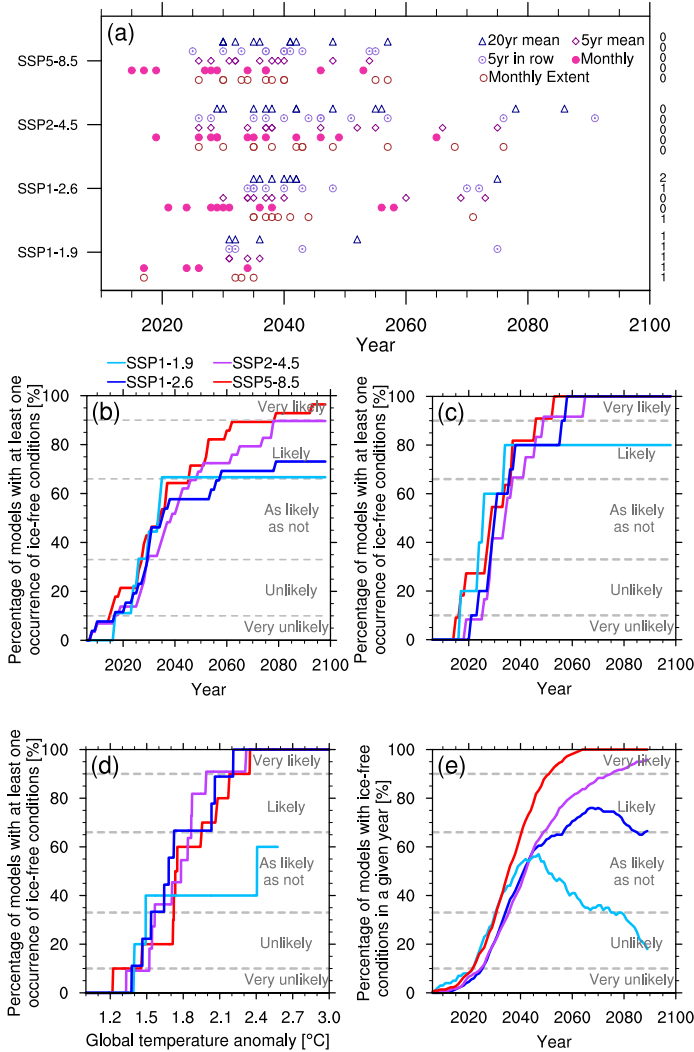 (a)
20yr mean
5yr mean
5yr in row
Monthly
Monthly Extent
SSP5-8.5
SSP2-4.5
SSP1-2.6
SSP1-1.9
0
0
0
0
0
0
0
0
0
0
2
1
0
0
1
1
1
1
1
1
2020
2040
2060
2080
2100
Year
SSP1-1.9
SSP2-4.5
SSP1-2.6
SSP5-8.5
Percentage of models with at least one
occurrence of ice-free conditions [%]
100
80
60
40
20
0
(b)
Very likely
Likely
As likely
as not
Unlikely
Very unlikely
2020
2040
2060
2080
2100
Year
Percentage of models with at least one
occurrence of ice-free conditions [%]
100
80
60
40
20
0
(c)
Very likely
Likely
As likely
as not
Unlikely
Very unlikely
2020
2040
2060
2080
2100
Year
Percentage of models with at least one
occurrence of ice-free conditions [%]
100
80
60
40
20
0
(d)
Very likely
Likely
As likely
as not
Unlikely
Very unlikely
1.2
1.5
1.8
2.1
2.4
2.7
3.0
Global temperature anomaly [°C]
Percentage of models with ice-free
conditions in a given year [%]
100
80
60
40
20
0
(e)
Very likely
Likely
As likely
as not
Unlikely
Very unlikely
2020
2040
2060
2080
2100
Year